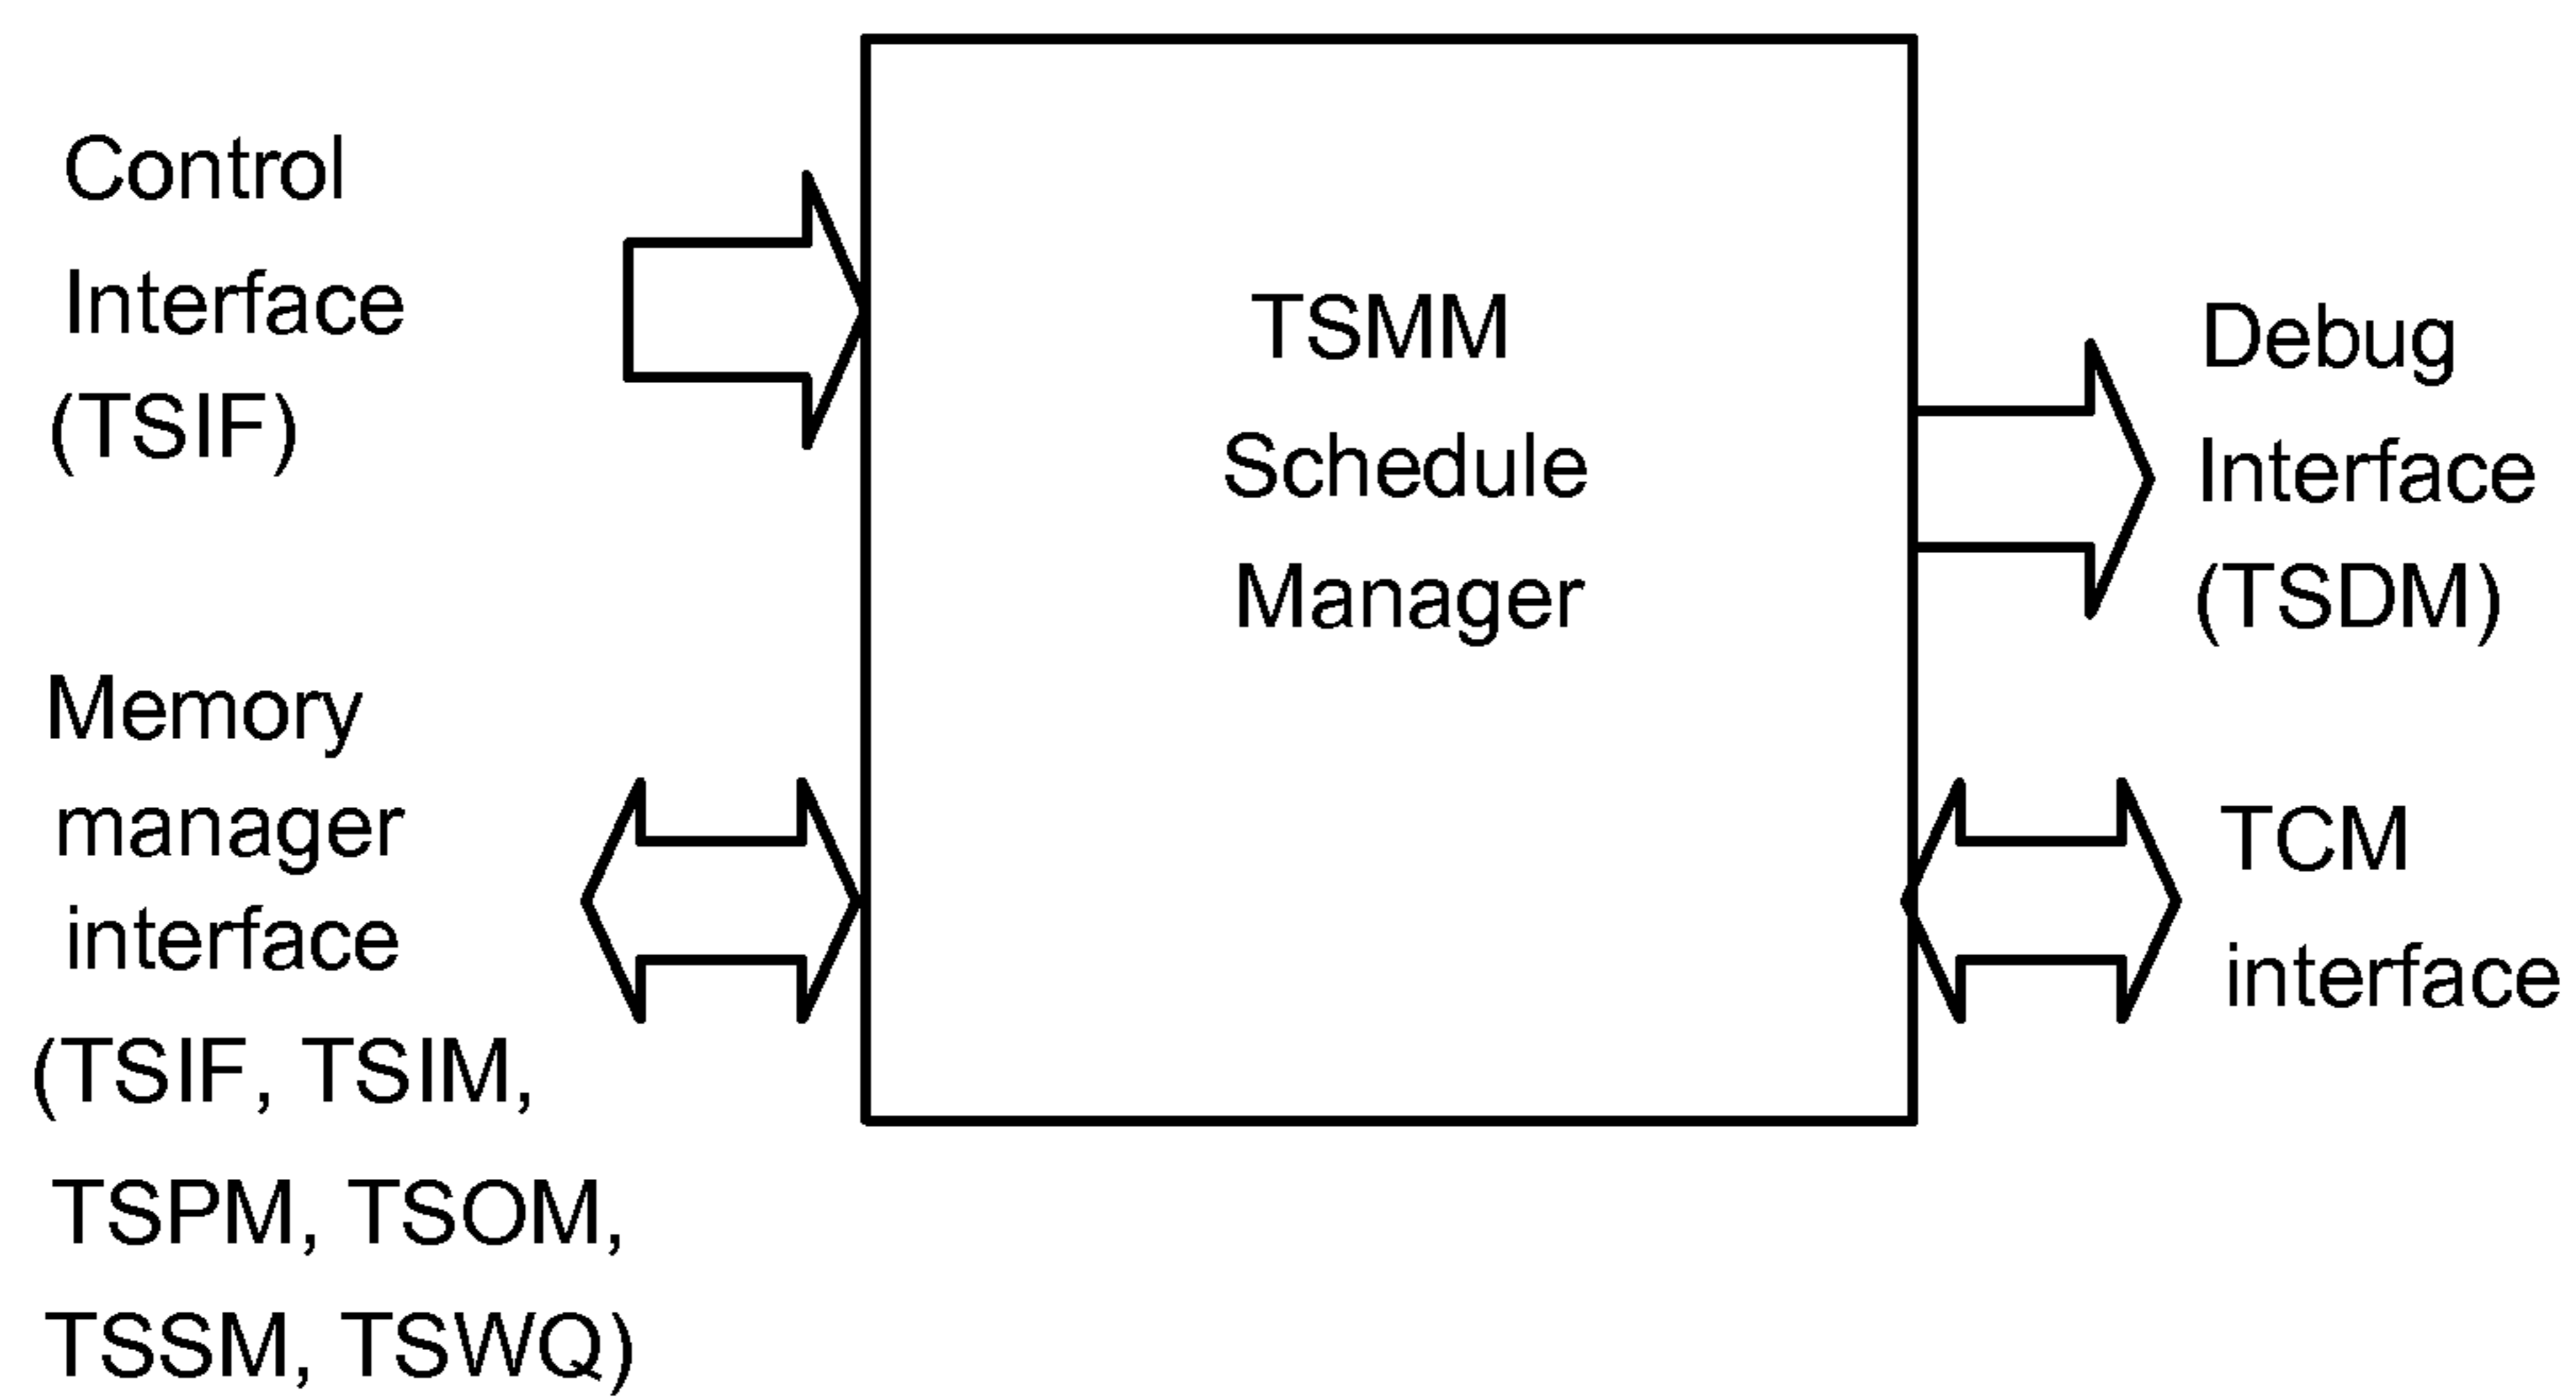 Control
Interface
(TSIF)
Memory
manager
interface
(TSIF, TSIM,
TSPM, TSOM,
TSSM, TSWQ)
TSMM
Schedule
Manager
Debug
Interface
(TSDM)
TCM
interface